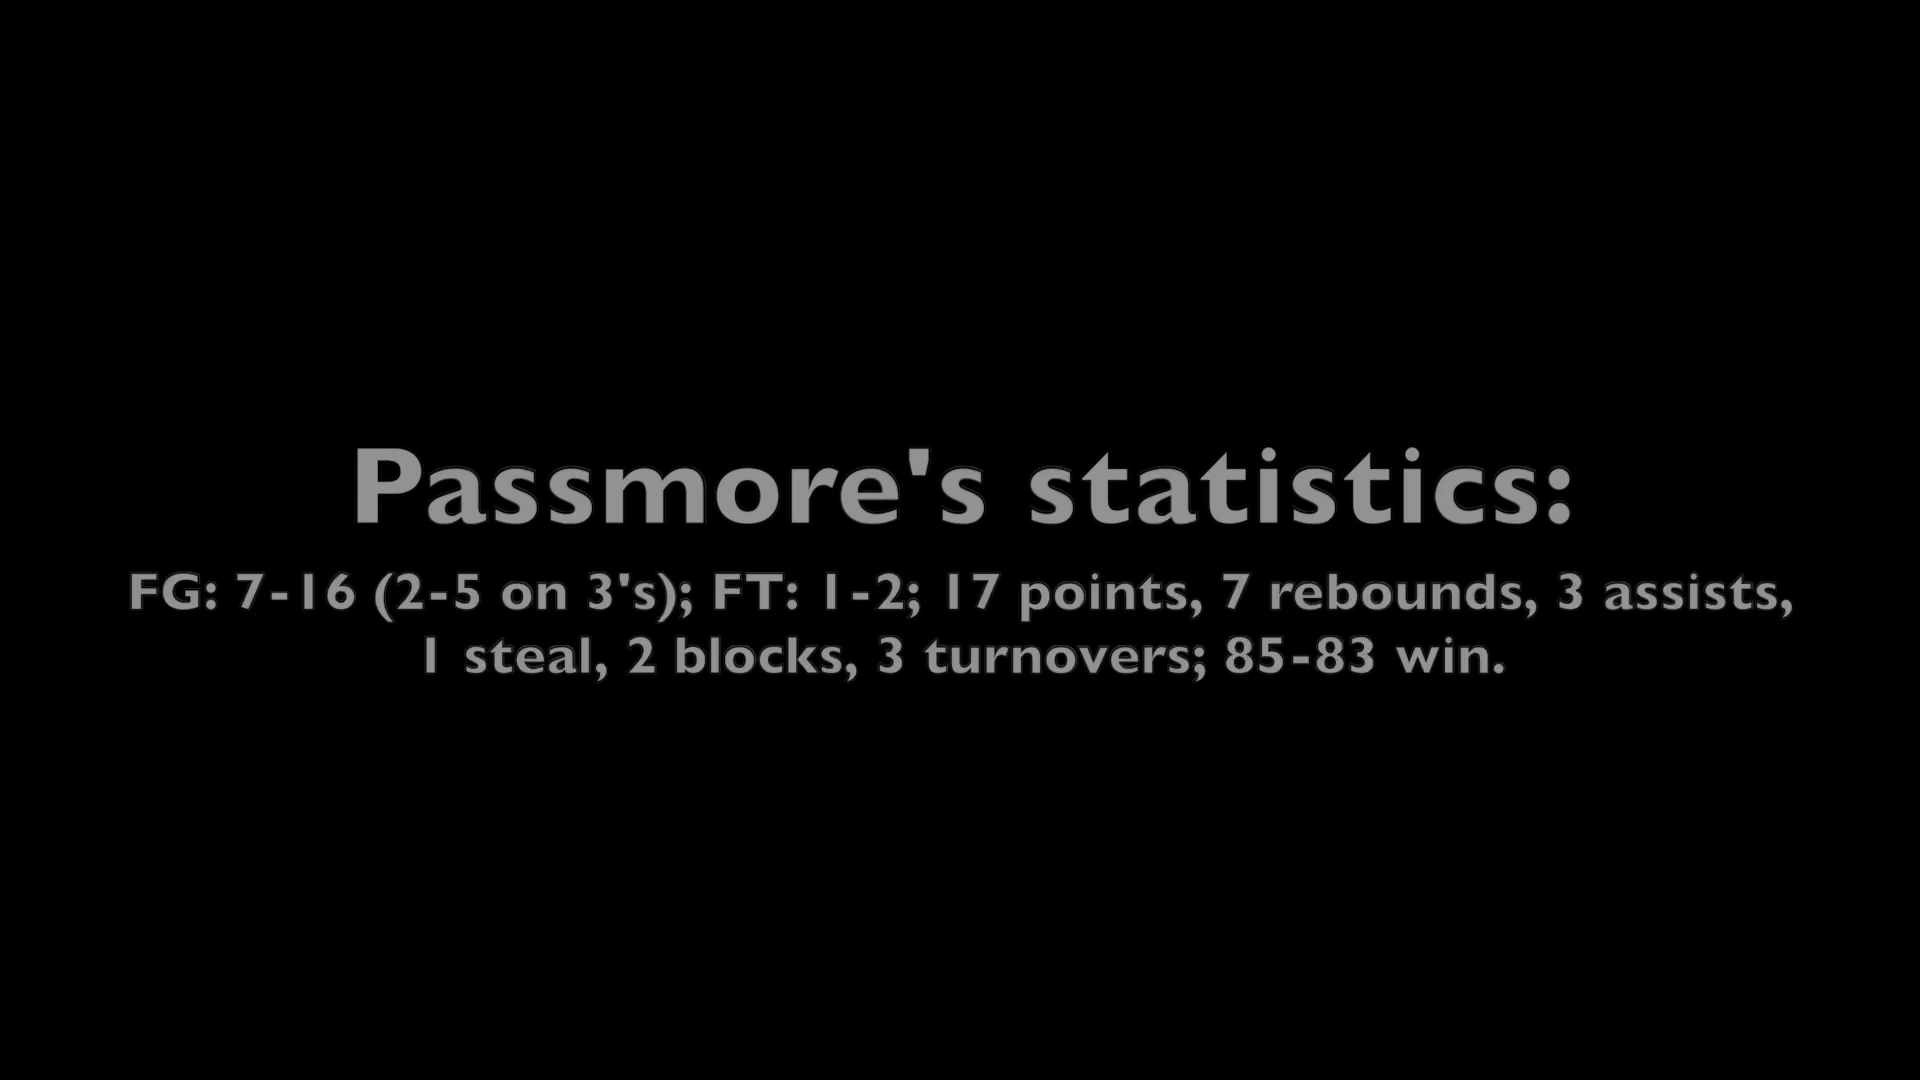 Passmore's statistics:
FG: 7-16 (2-5 on 3's); FT: 1-2; 17 points, 7 rebounds, 3 assists,
1 steal, 2 blocks, 3 turnovers; 85-83 win.